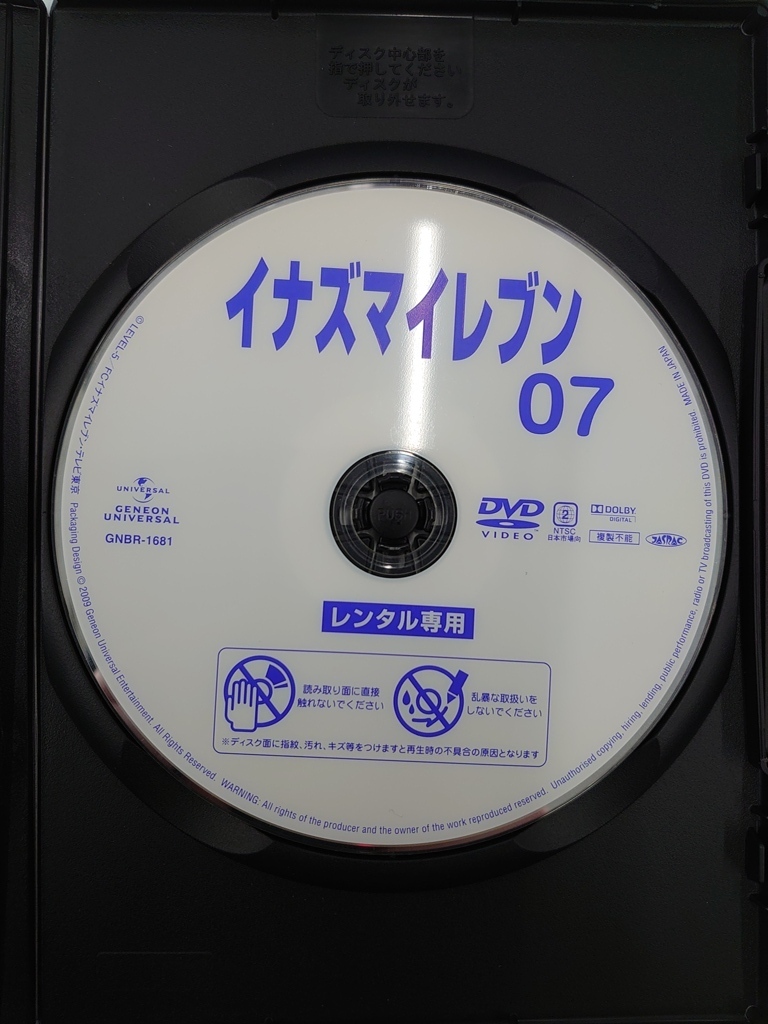 ディスク中心部を
指で押してください。
ディスクが
取り外せます。
イナズマイレブン
07
UNIVERSAL
GENEON
UNIVERSAL
GNBR-1681
PUSH
DVD
VIDEO
2
NTSC
日本市場向
DOLBY
DIGITAL
複製不能
JASRAC
レンタル専用
読み取り面に直接
触れないでください
乱暴な取扱いを
しないでください
※ディスク面に指紋、汚れ、キズ等をつけますと再生時の不具合の原因となります
©LEVEL-5/FCイナズマイレブン・テレビ東京 Packaging Design © 2009 Geneon Universal Entertainment. All Rights Reserved. WARNING: All rights of the producer and the owner of the work reproduced reserved. Unauthorised copying, hiring, lending, public performance, radio or TV broadcasting of this DVD is prohibited. MADE IN JAPAN